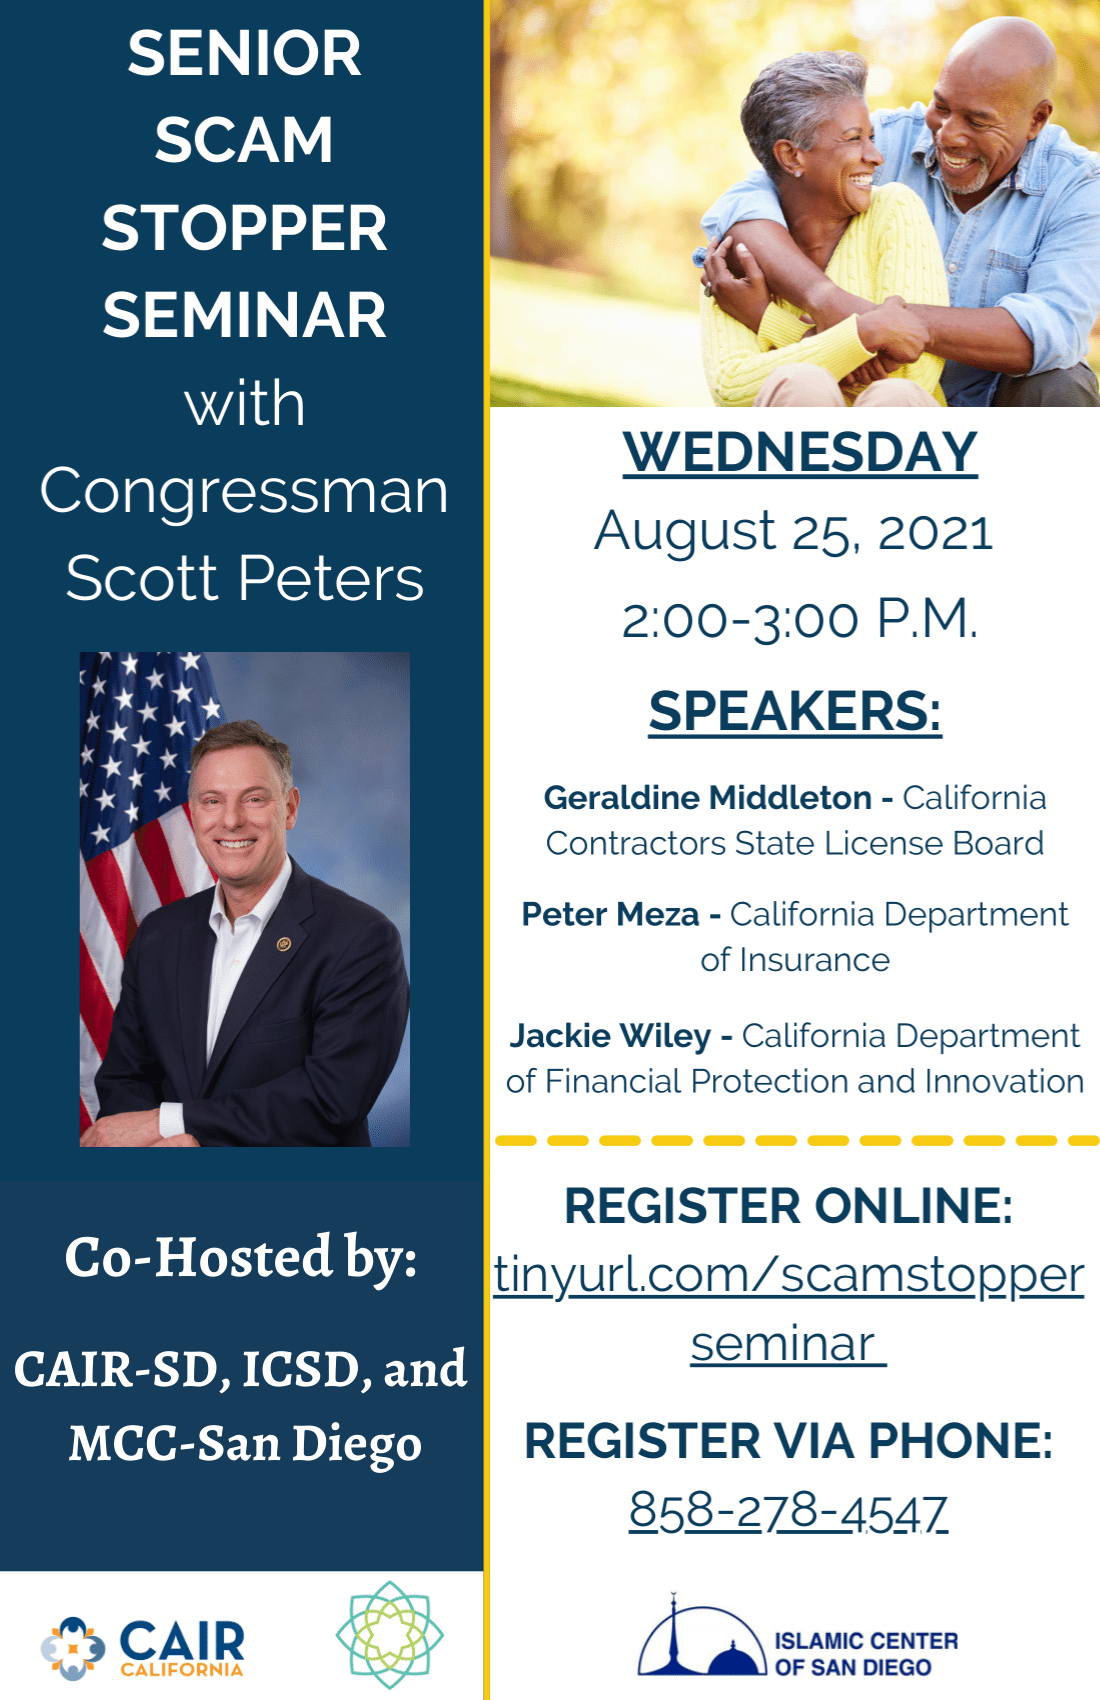 SENIOR
SCAM
STOPPER
SEMINAR
with
Congressman
Scott Peters
Co-Hosted by:
CAIR-SD, ICSD, and
MCC-San Diego
CAIR
CALIFORNIA
WEDNESDAY
August 25, 2021
2:00-3:00 P.M.
SPEAKERS:
Geraldine Middleton - California
Contractors State License Board
Peter Meza - California Department
of Insurance
Jackie Wiley - California Department
of Financial Protection and Innovation
REGISTER ONLINE:
tinyurl.com/scamstopper
seminar
REGISTER VIA PHONE:
858-278-4547
ISLAMIC CENTER
OF SAN DIEGO